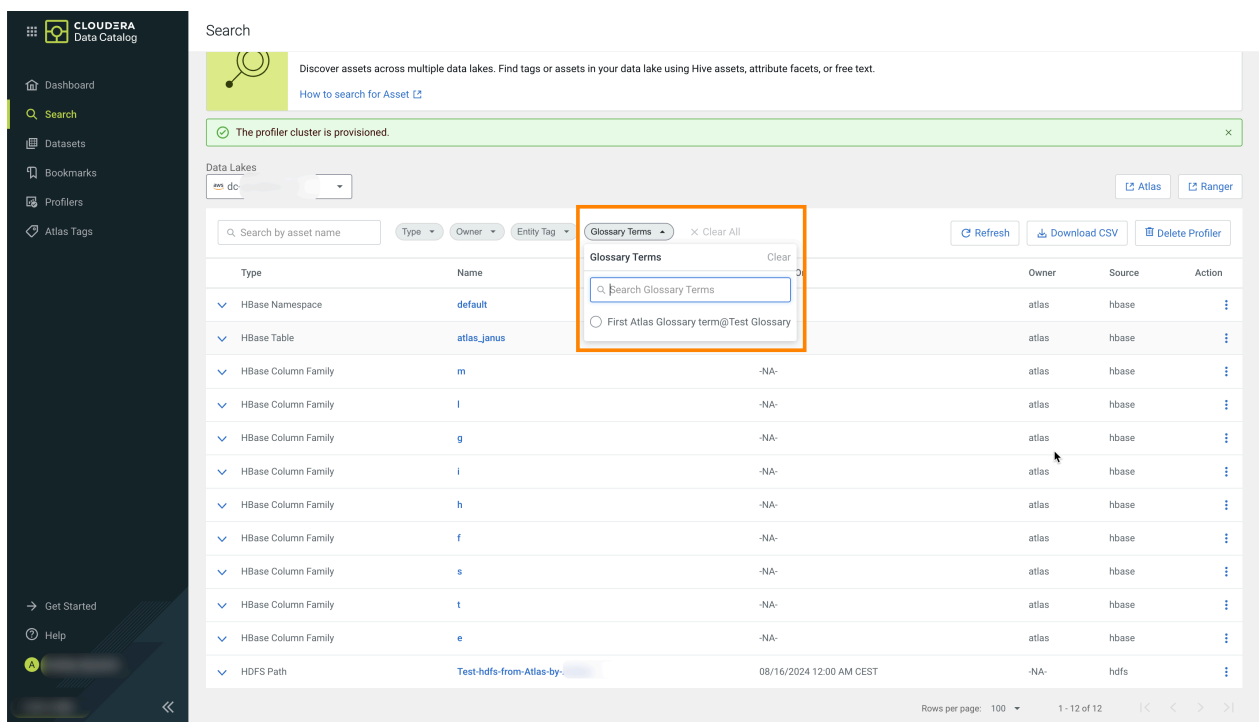 CLOUDERA
Data Catalog
Dashboard
Search
Datasets
Bookmarks
Profilers
Atlas Tags
Get Started
Help
A
Search
Discover assets across multiple data lakes. Find tags or assets in your data lake using Hive assets, attribute facets, or free text.
How to search for Asset
The profiler cluster is provisioned.
Data Lakes
aws dc-
Atlas Ranger
Search by asset name Type Owner Entity Tag Glossary Terms Clear All Refresh Download CSV Delete Profiler
Glossary Terms Clear
Search Glossary Terms
First Atlas Glossary term@Test Glossary
Type Name On Owner Source Action
HBase Namespace default atlas hbase
HBase Table atlas_janus atlas hbase
HBase Column Family m -NA- atlas hbase
HBase Column Family l -NA- atlas hbase
HBase Column Family g -NA- atlas hbase
HBase Column Family i -NA- atlas hbase
HBase Column Family h -NA- atlas hbase
HBase Column Family f -NA- atlas hbase
HBase Column Family s -NA- atlas hbase
HBase Column Family t -NA- atlas hbase
HBase Column Family e -NA- atlas hbase
HDFS Path Test-hdfs-from-Atlas-by- 08/16/2024 12:00 AM CEST -NA- hdfs
Rows per page: 100 1 - 12 of 12